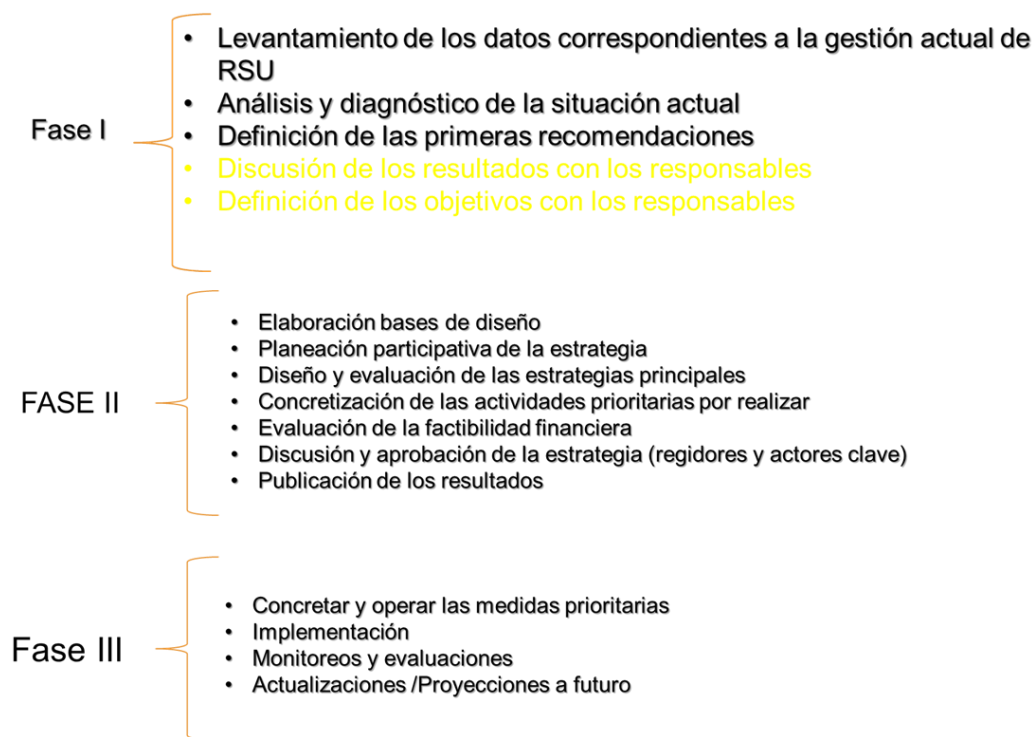 Fase I
• Levantamiento de los datos correspondientes a la gestión actual de
RSU
• Análisis y diagnóstico de la situación actual
• Definición de las primeras recomendaciones
• Discusión de los resultados con los responsables
• Definición de los objetivos con los responsables
FASE II
• Elaboración bases de diseño
• Planeación participativa de la estrategia
• Diseño y evaluación de las estrategias principales
• Concretización de las actividades prioritarias por realizar
• Evaluación de la factibilidad financiera
• Discusión y aprobación de la estrategia (regidores y actores clave)
• Publicación de los resultados
Fase III
• Concretar y operar las medidas prioritarias
• Implementación
• Monitoreos y evaluaciones
• Actualizaciones /Proyecciones a futuro